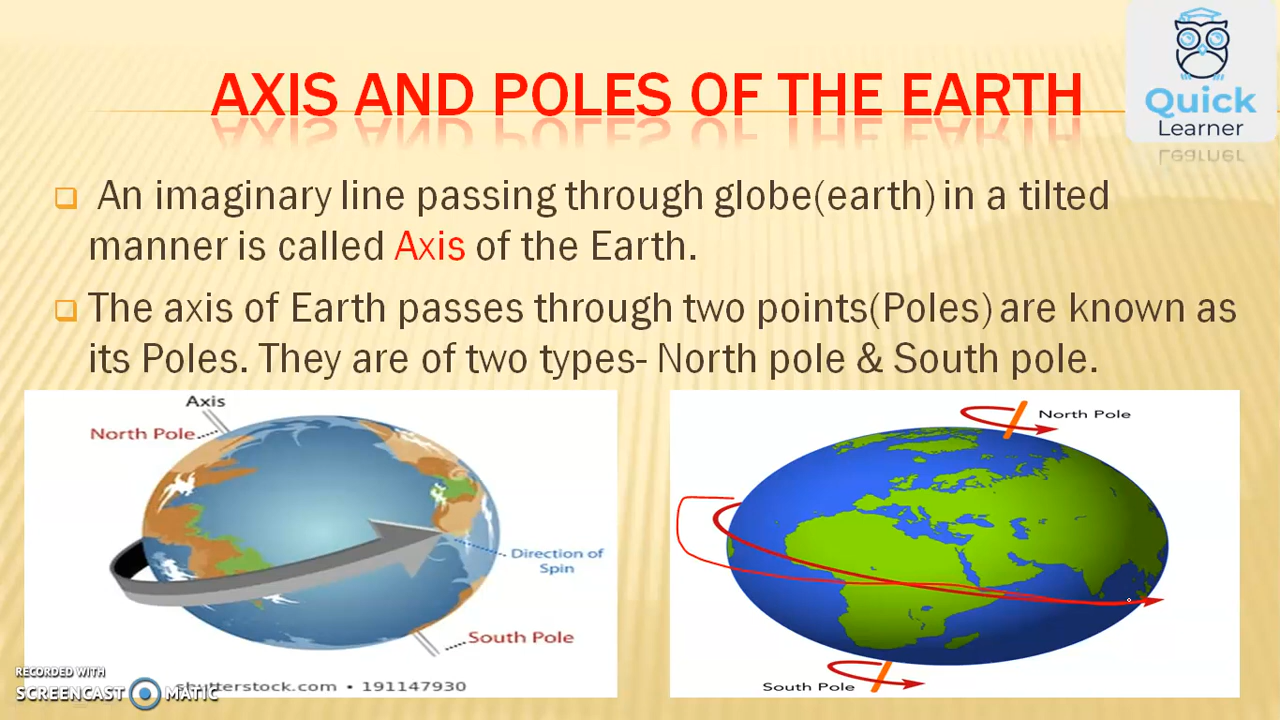 AXIS AND POLES OF THE EARTH
Quick
Learner
❑ An imaginary line passing through globe(earth) in a tilted
manner is called Axis of the Earth.
❑ The axis of Earth passes through two points(Poles) are known as
its Poles. They are of two types- North pole & South pole.
Axis
North Pole
Direction of
Spin
South Pole
shutterstock.com • 191147930
North Pole
South Pole
RECORDED WITH
SCREENCAST MATIC